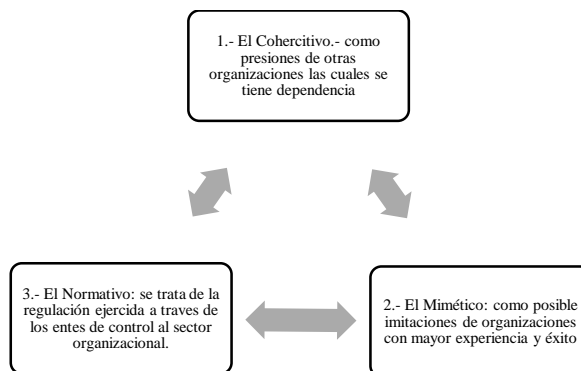 1.- El Cohercitivo.- como
presiones de otras
organizaciones las cuales se
tiene dependencia
3.- El Normativo: se trata de la
regulación ejercida a traves de
los entes de control al sector
organizacional.
2.- El Mimético: como posible
imitaciones de organizaciones
con mayor experiencia y éxito